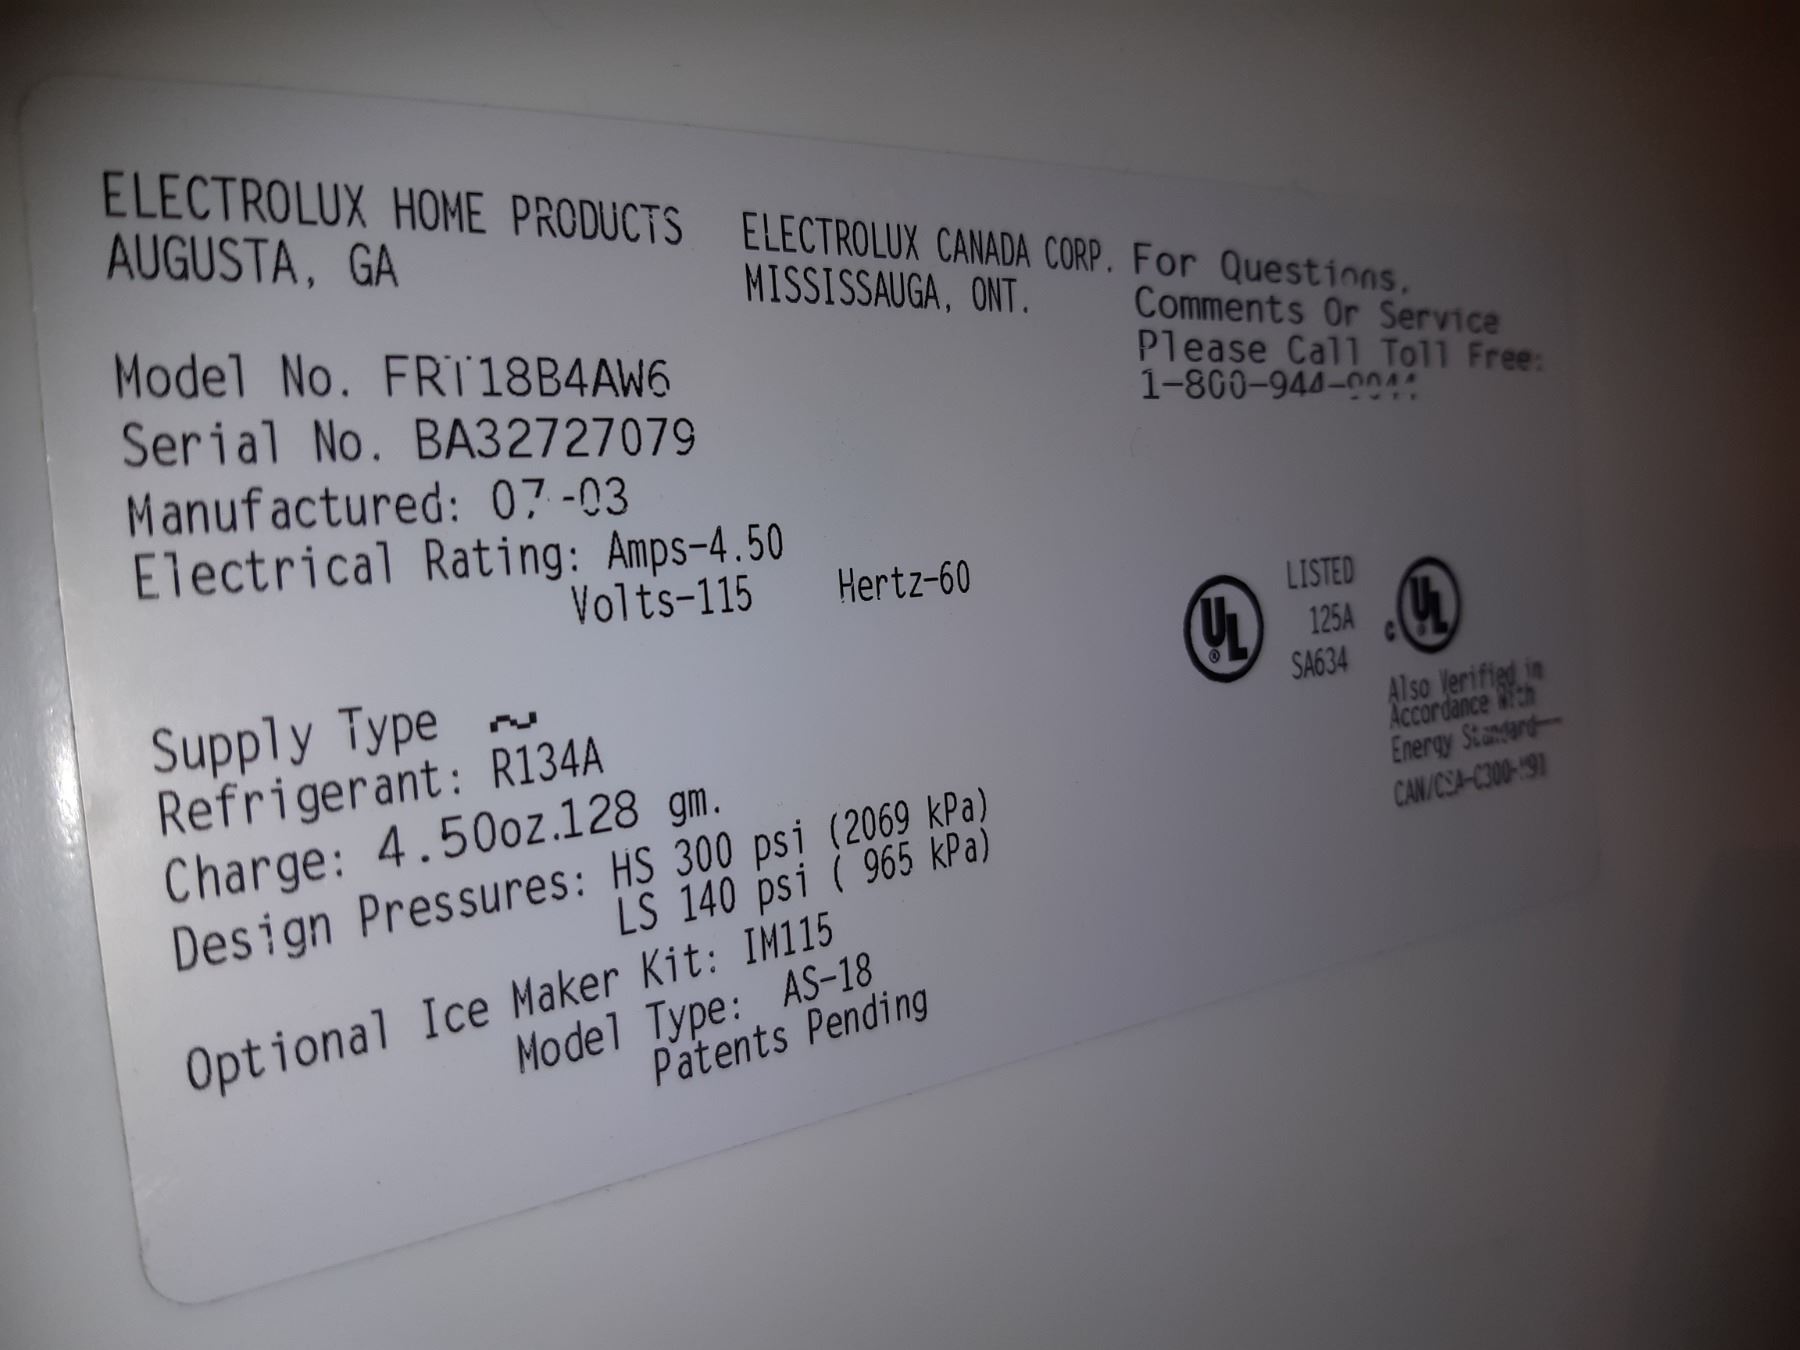 ELECTROLUX HOME PRODUCTS
AUGUSTA, GA
ELECTROLUX CANADA CORP.
MISSISSAUGA, ONT.
For Questions,
Comments Or Service
Please Call Toll Free:
Model No. FRT18B4AW6
Serial No. BA32727079
Manufactured: 07-03
Electrical Rating: Amps-4.50
Volts-115 Hertz-60
UL
®
LISTED
125A
SA634
c UL
®
Also Verified in
Accordance With
Energy Standard
Supply Type ~
Refrigerant: R134A
Charge: 4.50oz.128 gm.
Design Pressures: HS 300 psi (2069 kPa)
LS 140 psi ( 965 kPa)
Optional Ice Maker Kit: IM115
Model Type: AS-18
Patents Pending